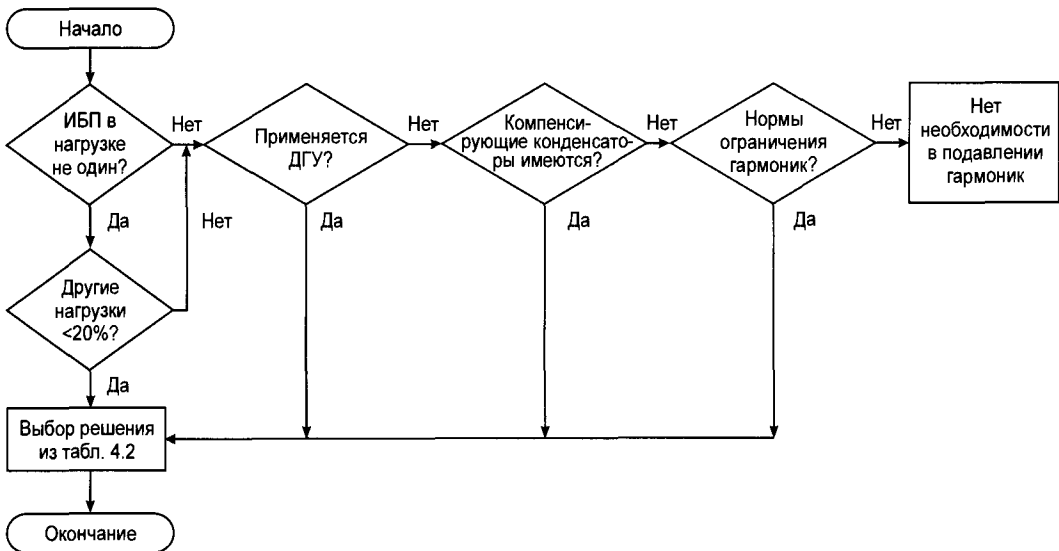 Начало
ИБП в
нагрузке
не один?
Нет
Применяется
ДГУ?
Нет
Компенси-
рующие конденсато-
ры имеются?
Нет
Нормы
ограничения
гармоник?
Нет
Нет
необходимости
в подавлении
гармоник
Да
Нет
Да
Да
Да
Другие
нагрузки
<20%?
Да
Выбор решения
из табл. 4.2
Окончание